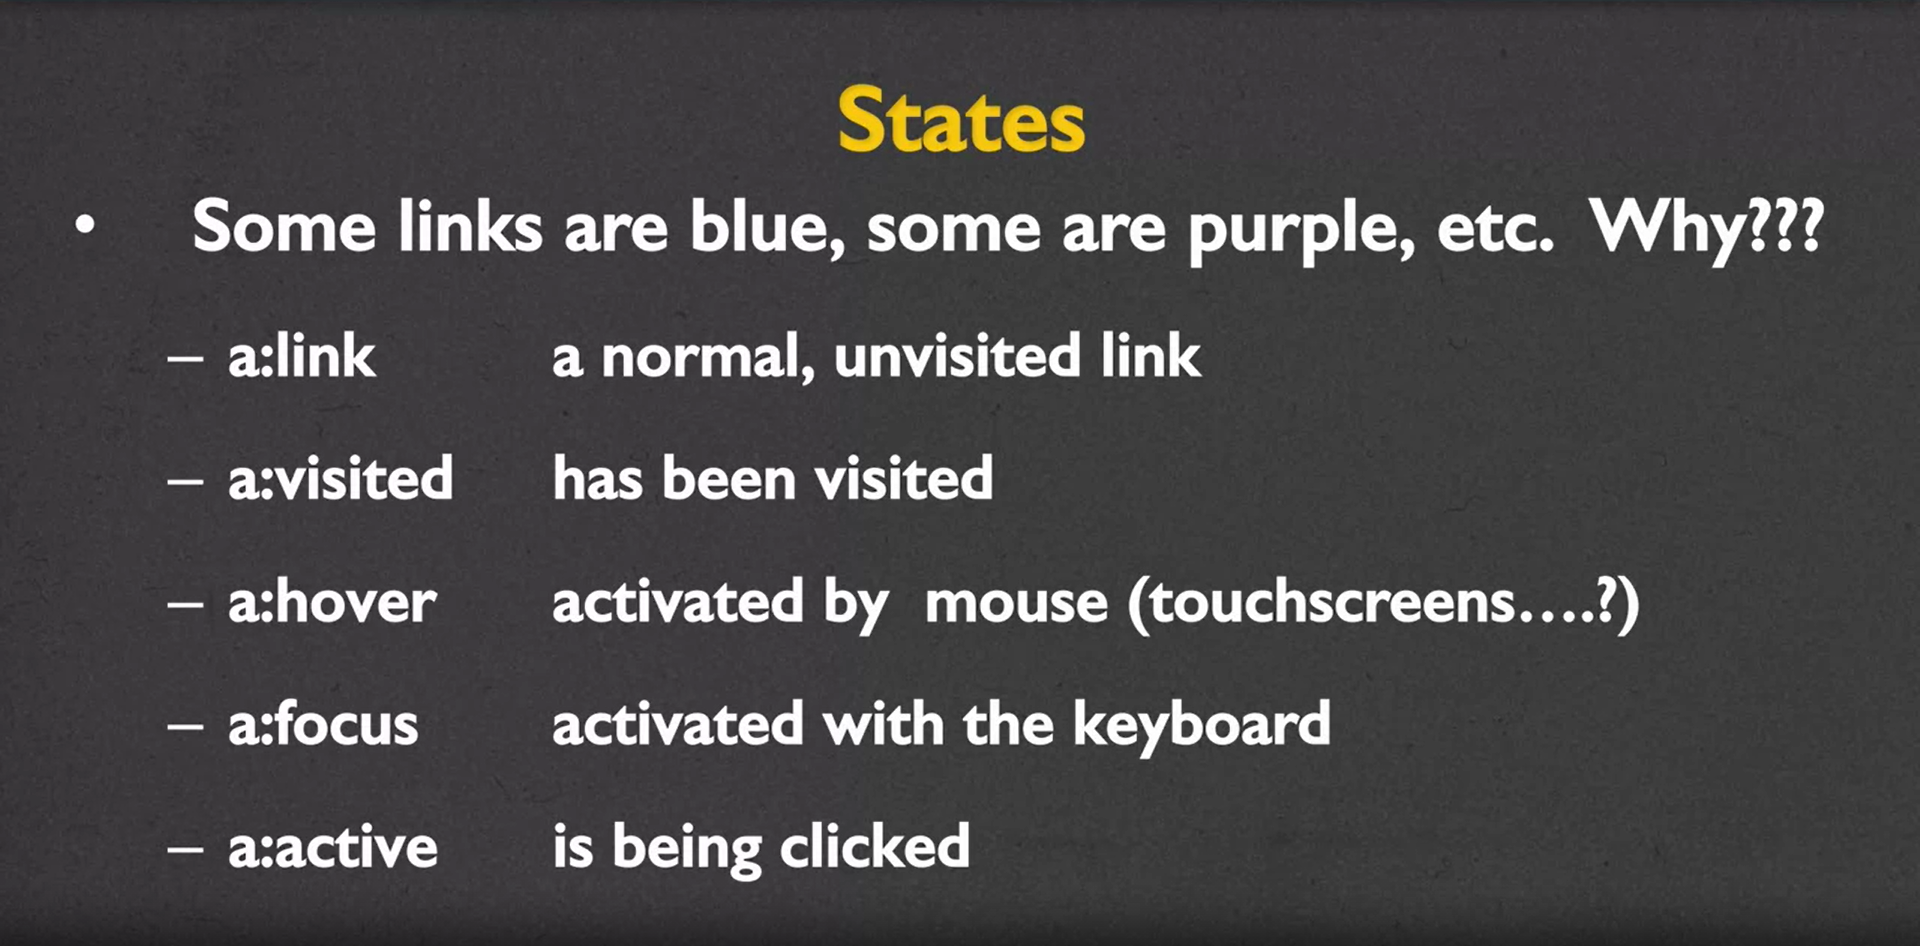 States
• Some links are blue, some are purple, etc.  Why???
– a:link a normal, unvisited link
– a:visited has been visited
– a:hover activated by  mouse (touchscreens….?)
– a:focus activated with the keyboard
– a:active is being clicked